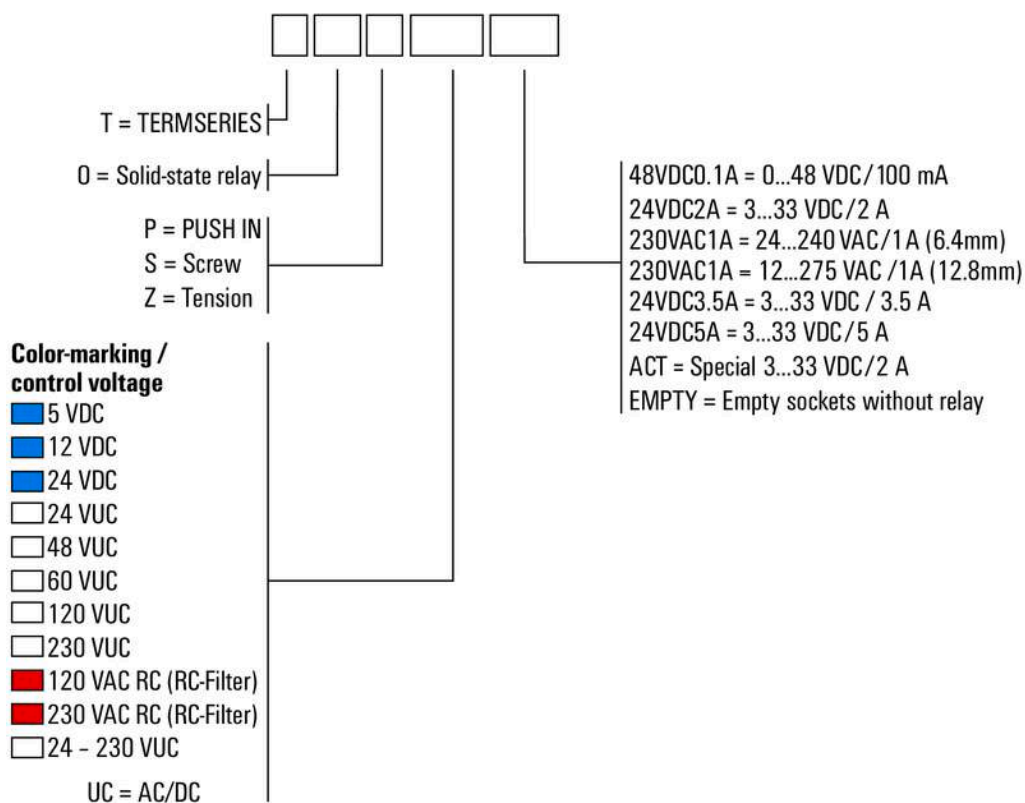 T = TERMSERIES
O = Solid-state relay
P = PUSH IN
S = Screw
Z = Tension
Color-marking /
control voltage
5 VDC
12 VDC
24 VDC
24 VUC
48 VUC
60 VUC
120 VUC
230 VUC
120 VAC RC (RC-Filter)
230 VAC RC (RC-Filter)
24 – 230 VUC
UC = AC/DC
48VDC0.1A = 0...48 VDC/100 mA
24VDC2A = 3...33 VDC/2 A
230VAC1A = 24...240 VAC/1A (6.4mm)
230VAC1A = 12...275 VAC /1A (12.8mm)
24VDC3.5A = 3...33 VDC / 3.5 A
24VDC5A = 3...33 VDC/5 A
ACT = Special 3...33 VDC/2 A
EMPTY = Empty sockets without relay